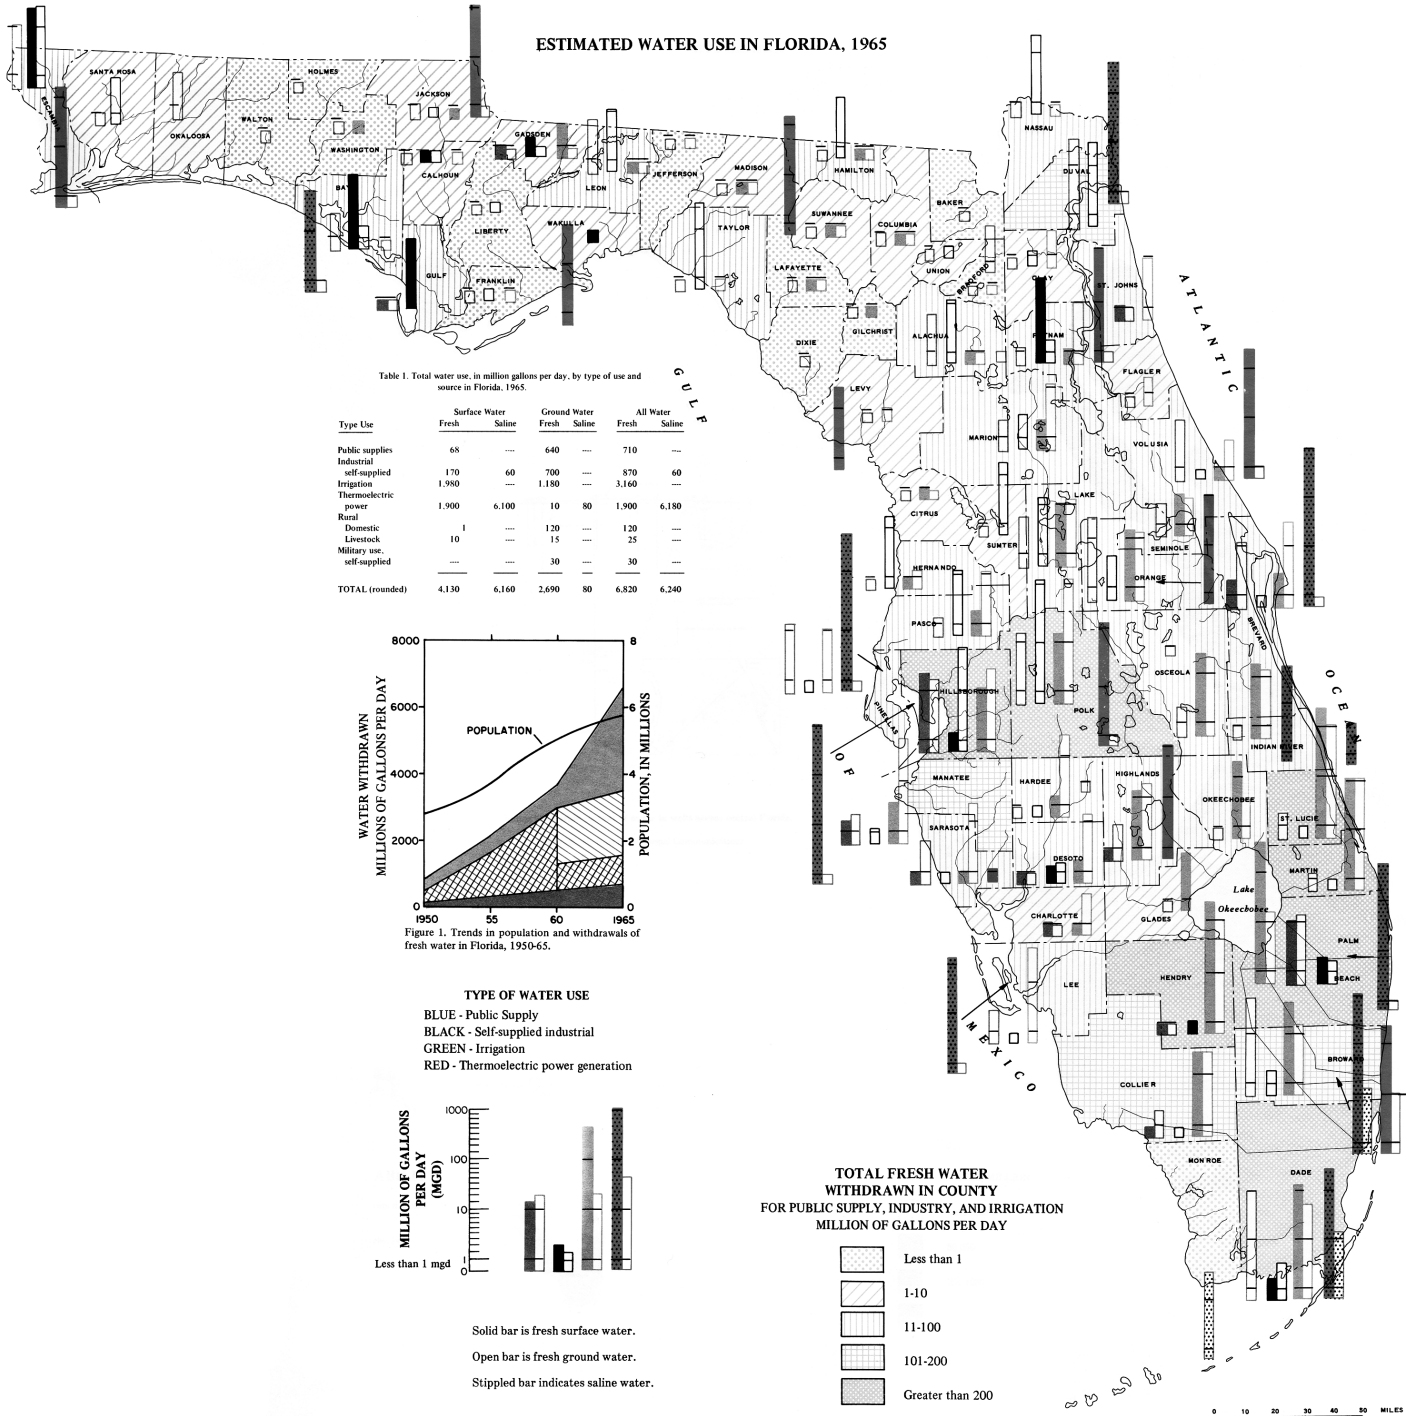 ESTIMATED WATER USE IN FLORIDA, 1965
ESCAMBIA
SANTA ROSA
OKALOOSA
HOLMES
WALTON
WASHINGTON
JACKSON
CALHOUN
GADSDEN
LEON
JEFFERSON
MADISON
HAMILTON
BAKER
NASSAU
DUVAL
LIBERTY
WAKULLA
TAYLOR
SUWANNEE
COLUMBIA
GULF
FRANKLIN
LAFAYETTE
UNION
BRADFORD
CLAY
ST. JOHNS
DIXIE
GILCHRIST
ALACHUA
FLAGLER
LEVY
MARION
VOLUSIA
CITRUS
SUMTER
LAKE
SEMINOLE
HERNANDO
ORANGE
PASCO
BREVARD
PINELLAS
HILLSBOROUGH
POLK
OSCEOLA
INDIAN RIVER
MANATEE
HARDEE
HIGHLANDS
OKEECHOBEE
ST. LUCIE
SARASOTA
DESOTO
MARTIN
Lake
Okeechobee
CHARLOTTE
GLADES
PALM
BEACH
LEE
HENDRY
COLLIER
BROWARD
MONROE
DADE
ATLANTIC
OCEAN
GULF
OF
MEXICO
Table 1. Total water use, in million gallons per day, by type of use and
source in Florida, 1965.
Surface Water Ground Water All Water
Type Use Fresh Saline Fresh Saline Fresh Saline
Public supplies 68 ---- 640 ---- 710 ----
Industrial
self-supplied 170 60 700 ---- 870 60
Irrigation 1.980 ---- 1.180 ---- 3,160 ----
Thermoelectric
power 1.900 6.100 10 80 1.900 6,180
Rural
Domestic 1 ---- 120 ---- 120 ----
Livestock 10 ---- 15 ---- 25 ----
Military use,
self-supplied ---- ---- 30 ---- 30 ----
TOTAL (rounded) 4,130 6,160 2,690 80 6,820 6,240
WATER WITHDRAWN
MILLIONS OF GALLONS PER DAY
8000
6000
4000
2000
0
POPULATION
8
6
4
2
0
POPULATION, IN MILLIONS
1950 55 60 1965
Figure 1. Trends in population and withdrawals of
fresh water in Florida, 1950-65.
TYPE OF WATER USE
BLUE - Public Supply
BLACK - Self-supplied industrial
GREEN - Irrigation
RED - Thermoelectric power generation
MILLION OF GALLONS
PER DAY
(MGD)
1000
100
10
1
Less than 1 mgd 0
Solid bar is fresh surface water.
Open bar is fresh ground water.
Stippled bar indicates saline water.
TOTAL FRESH WATER
WITHDRAWN IN COUNTY
FOR PUBLIC SUPPLY, INDUSTRY, AND IRRIGATION
MILLION OF GALLONS PER DAY
Less than 1
1-10
11-100
101-200
Greater than 200
0 10 20 30 40 50 MILES